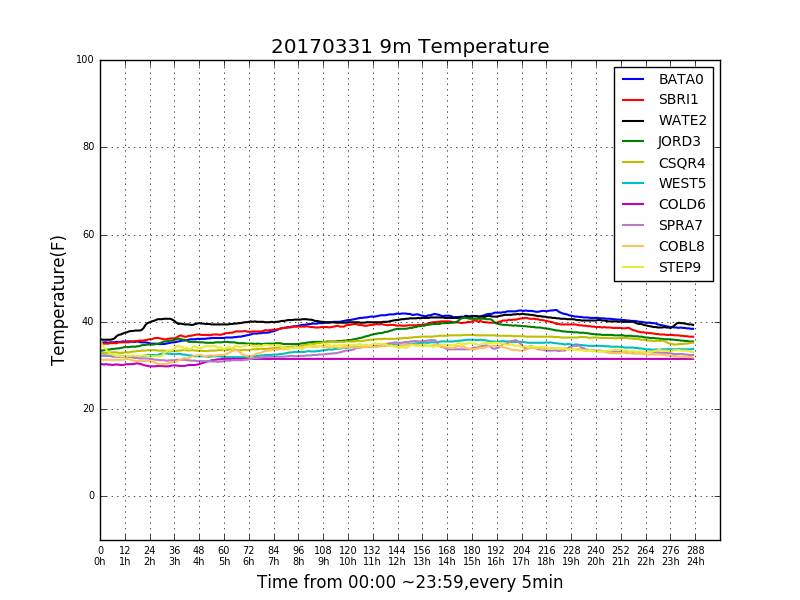 20170331 9m Temperature
100
80
60
40
20
0
Temperature(F)
BATA0
SBRI1
WATE2
JORD3
CSQR4
WEST5
COLD6
SPRA7
COBL8
STEP9
0 12 24 36 48 60 72 84 96 108 120 132 144 156 168 180 192 204 216 228 240 252 264 276 288
0h 1h 2h 3h 4h 5h 6h 7h 8h 9h 10h 11h 12h 13h 14h 15h 16h 17h 18h 19h 20h 21h 22h 23h 24h
Time from 00:00 ~23:59,every 5min